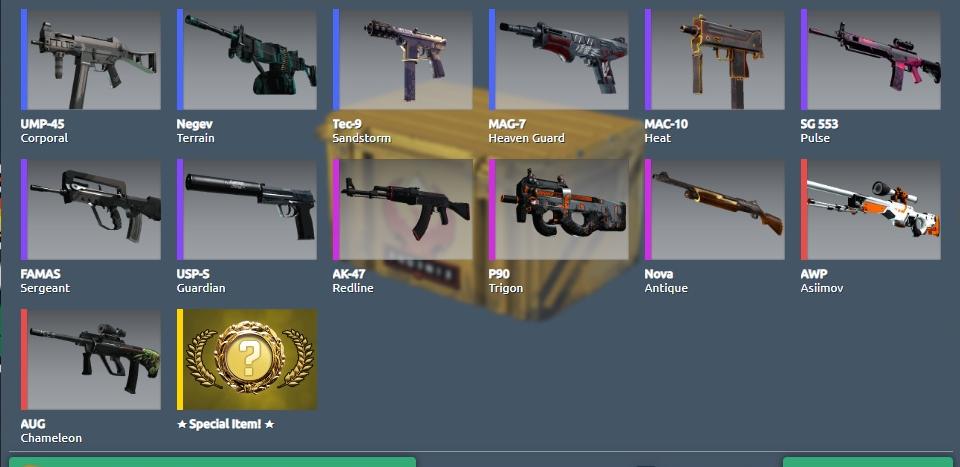 UMP-45
Corporal
Negev
Terrain
Tec-9
Sandstorm
MAG-7
Heaven Guard
MAC-10
Heat
SG 553
Pulse
FAMAS
Sergeant
USP-S
Guardian
AK-47
Redline
P90
Trigon
Nova
Antique
AWP
Asiimov
AUG
Chameleon
?
★ Special Item! ★